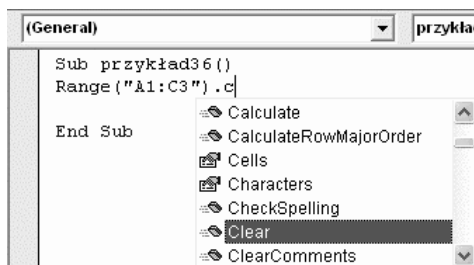 (General)
przykła
Sub przykład36()
Range("A1:C3").c
Calculate
CalculateRowMajorOrder
End Sub
Cells
Characters
CheckSpelling
Clear
ClearComments